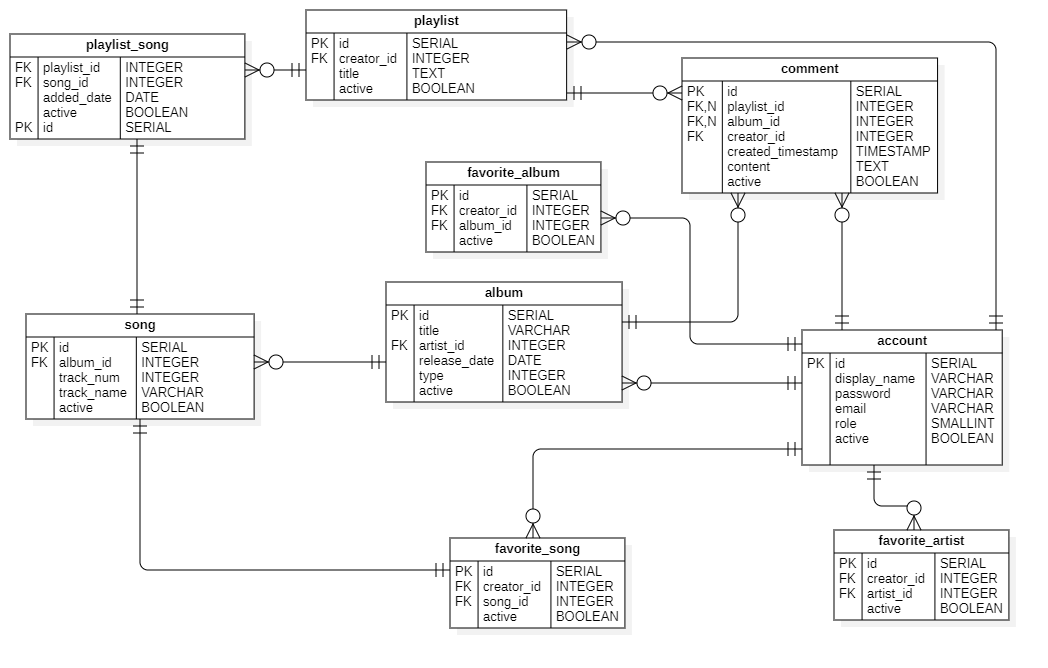 playlist
PK id SERIAL
FK creator_id INTEGER
title TEXT
active BOOLEAN
playlist_song
FK playlist_id INTEGER
FK song_id INTEGER
added_date DATE
active BOOLEAN
PK id SERIAL
comment
PK id SERIAL
FK,N playlist_id INTEGER
FK,N album_id INTEGER
FK creator_id INTEGER
created_timestamp TIMESTAMP
content TEXT
active BOOLEAN
favorite_album
PK id SERIAL
FK creator_id INTEGER
FK album_id INTEGER
active BOOLEAN
album
PK id SERIAL
title VARCHAR
FK artist_id INTEGER
release_date DATE
type INTEGER
active BOOLEAN
song
PK id SERIAL
FK album_id INTEGER
track_num INTEGER
track_name VARCHAR
active BOOLEAN
account
PK id SERIAL
display_name VARCHAR
password VARCHAR
email VARCHAR
role SMALLINT
active BOOLEAN
favorite_song
PK id SERIAL
FK creator_id INTEGER
FK song_id INTEGER
active BOOLEAN
favorite_artist
PK id SERIAL
FK creator_id INTEGER
FK artist_id INTEGER
active BOOLEAN